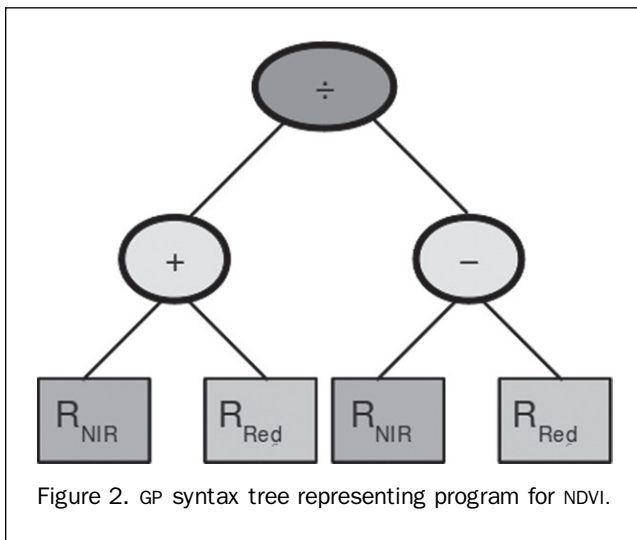 ÷
+ −
R_NIR R_Red R_NIR R_Red
Figure 2. GP syntax tree representing program for NDVI.